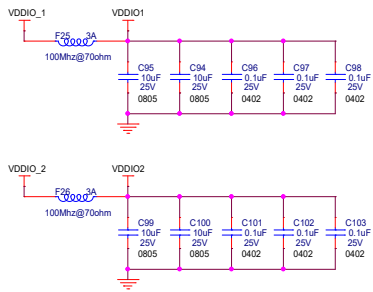 VDDIO_1 VDDIO1
F25 3A
100Mhz@70ohm
C95 C94 C96 C97 C98
10uF 10uF 0.1uF 0.1uF 0.1uF
25V 25V 25V 25V 25V
0805 0805 0402 0402 0402
VDDIO_2 VDDIO2
F26 3A
100Mhz@70ohm
C99 C100 C101 C102 C103
10uF 10uF 0.1uF 0.1uF 0.1uF
25V 25V 25V 25V 25V
0805 0805 0402 0402 0402